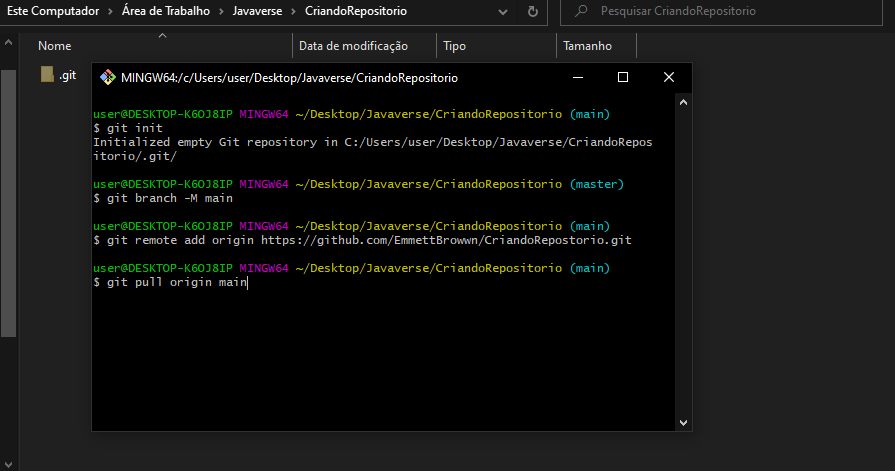 Este Computador > Área de Trabalho > Javaverse > CriandoRepositorio
Pesquisar CriandoRepositorio
Nome Data de modificação Tipo Tamanho
.git
MINGW64:/c/Users/user/Desktop/Javaverse/CriandoRepositorio
user@DESKTOP-K6OJ8IP MINGW64 ~/Desktop/Javaverse/CriandoRepositorio (main)
$ git init
Initialized empty Git repository in C:/Users/user/Desktop/Javaverse/CriandoRepos
itorio/.git/
user@DESKTOP-K6OJ8IP MINGW64 ~/Desktop/Javaverse/CriandoRepositorio (master)
$ git branch -M main
user@DESKTOP-K6OJ8IP MINGW64 ~/Desktop/Javaverse/CriandoRepositorio (main)
$ git remote add origin https://github.com/EmmettBrowwn/CriandoRepostorio.git
user@DESKTOP-K6OJ8IP MINGW64 ~/Desktop/Javaverse/CriandoRepositorio (main)
$ git pull origin main